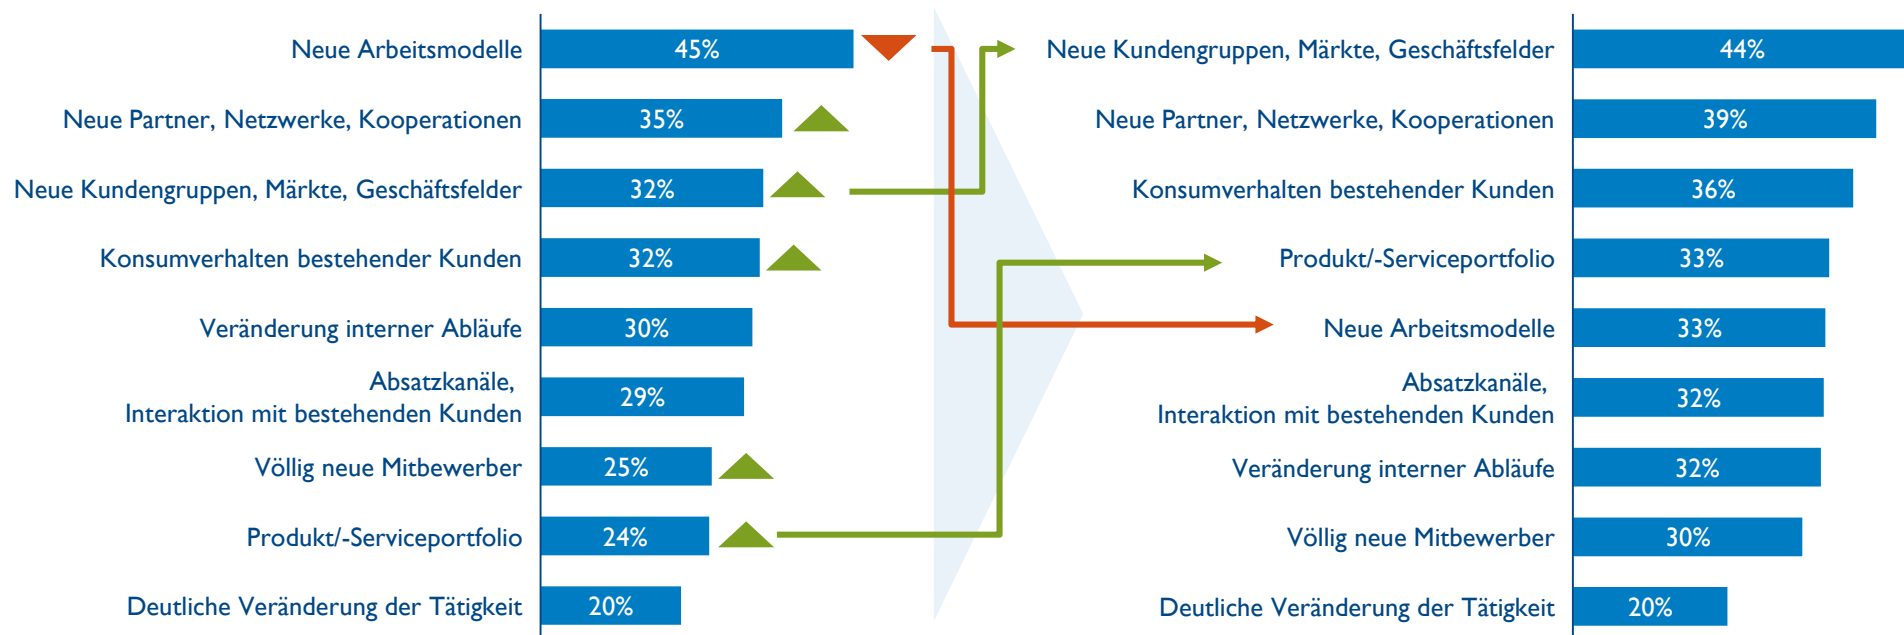 Neue Arbeitsmodelle 45%
Neue Partner, Netzwerke, Kooperationen 35%
Neue Kundengruppen, Märkte, Geschäftsfelder 32%
Konsumverhalten bestehender Kunden 32%
Veränderung interner Abläufe 30%
Absatzkanäle,
Interaktion mit bestehenden Kunden 29%
Völlig neue Mitbewerber 25%
Produkt/-Serviceportfolio 24%
Deutliche Veränderung der Tätigkeit 20%
Neue Kundengruppen, Märkte, Geschäftsfelder 44%
Neue Partner, Netzwerke, Kooperationen 39%
Konsumverhalten bestehender Kunden 36%
Produkt/-Serviceportfolio 33%
Neue Arbeitsmodelle 33%
Absatzkanäle,
Interaktion mit bestehenden Kunden 32%
Veränderung interner Abläufe 32%
Völlig neue Mitbewerber 30%
Deutliche Veränderung der Tätigkeit 20%